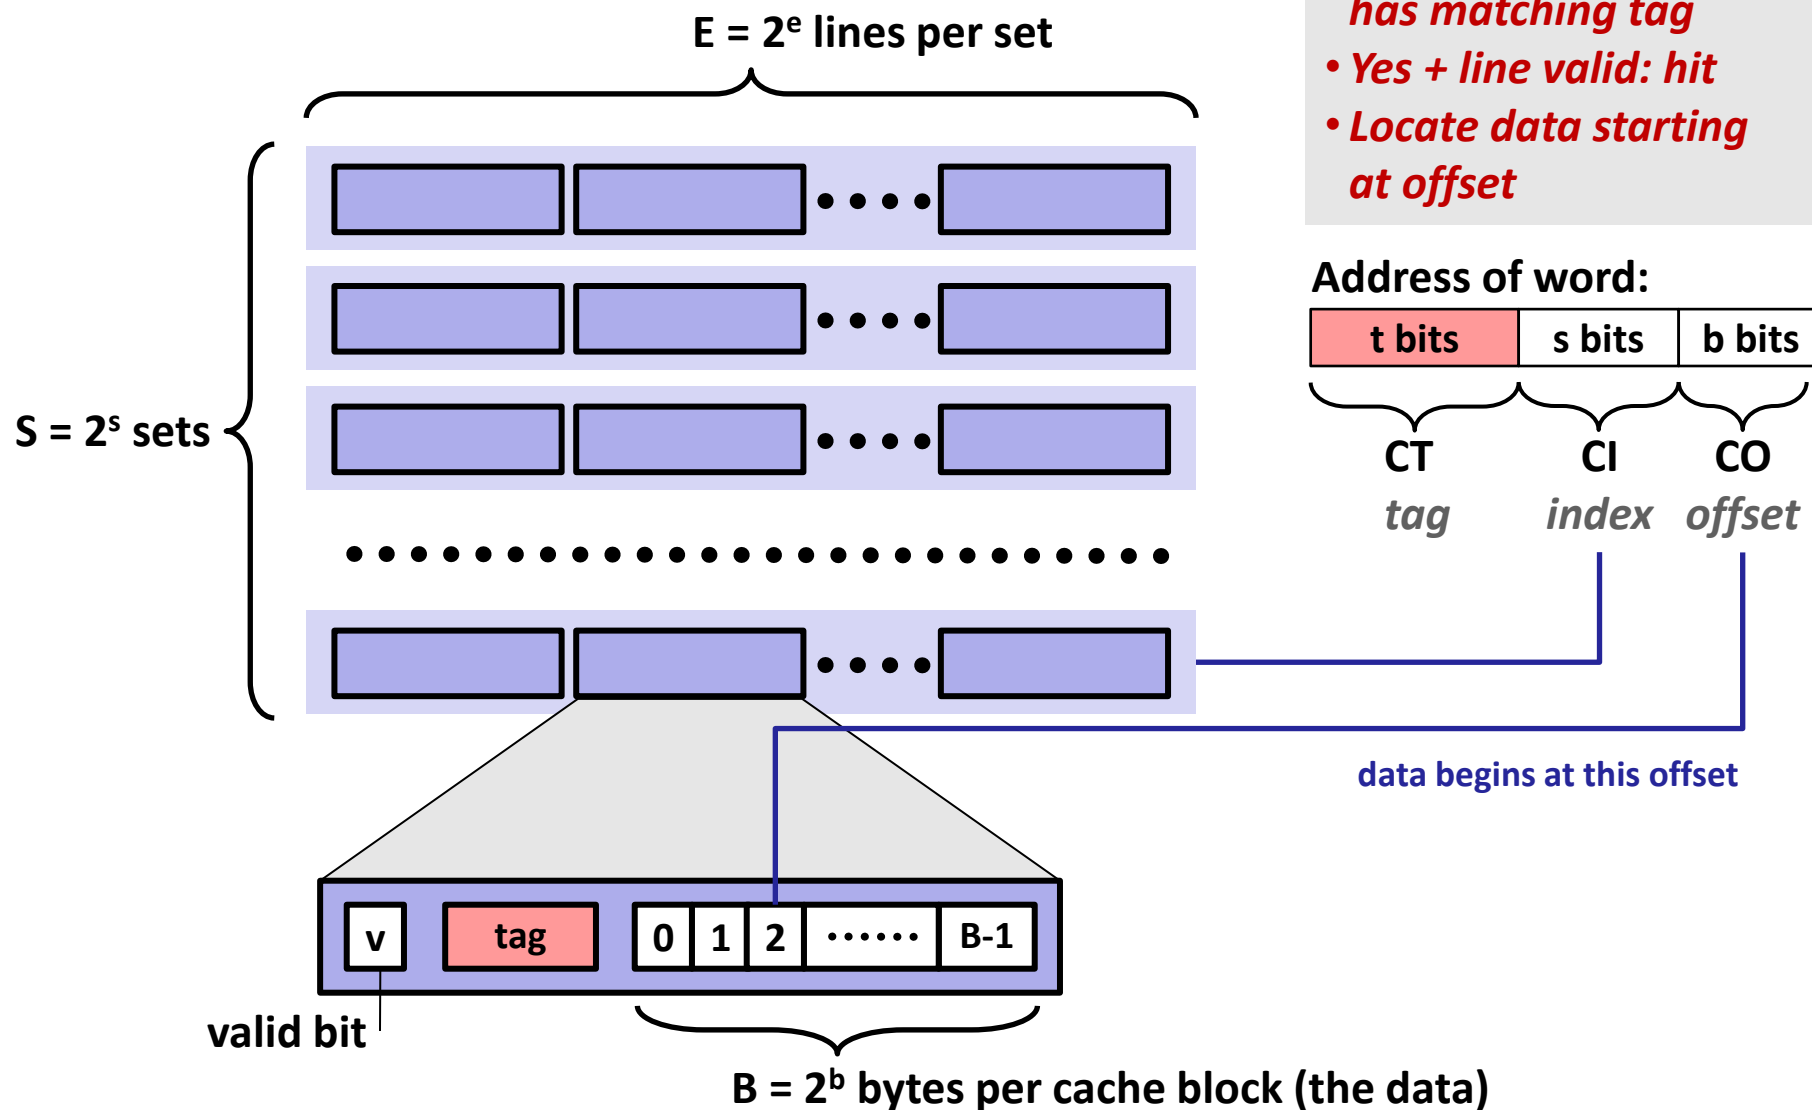 E = 2ᵉ lines per set
has matching tag
• Yes + line valid: hit
• Locate data starting
at offset
Address of word:
t bits s bits b bits
CT CI CO
tag index offset
S = 2ˢ sets
data begins at this offset
v tag 0 1 2 •••••• B-1
valid bit
B = 2ᵇ bytes per cache block (the data)